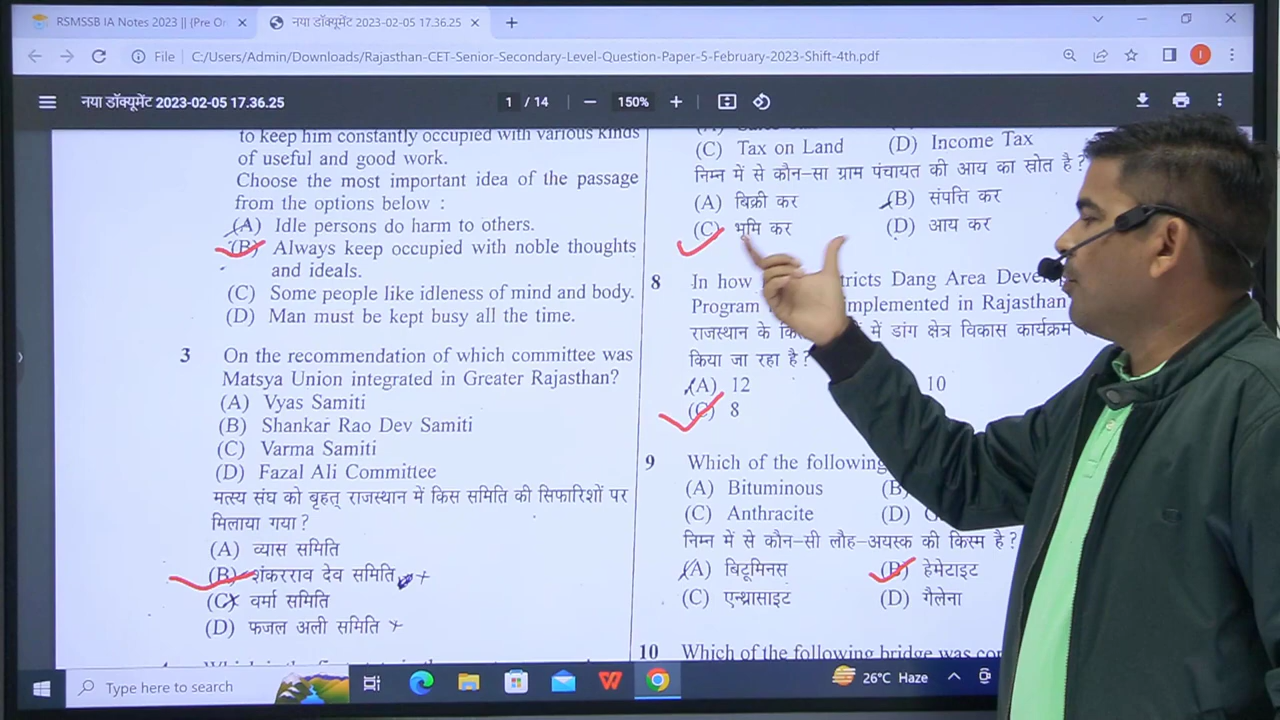 RSMSSB IA Notes 2023 || {Pre On
नया डॉक्यूमेंट 2023-02-05 17.36.25
File
C:/Users/Admin/Downloads/Rajasthan-CET-Senior-Secondary-Level-Question-Paper-5-February-2023-Shift-4th.pdf
नया डॉक्यूमेंट 2023-02-05 17.36.25
1 / 14
150%
to keep him constantly occupied with various kinds
of useful and good work.
Choose the most important idea of the passage
from the options below :
(A) Idle persons do harm to others.
(B) Always keep occupied with noble thoughts
and ideals.
(C) Some people like idleness of mind and body.
(D) Man must be kept busy all the time.
3 On the recommendation of which committee was
Matsya Union integrated in Greater Rajasthan?
(A) Vyas Samiti
(B) Shankar Rao Dev Samiti
(C) Varma Samiti
(D) Fazal Ali Committee
मत्स्य संघ को बृहत् राजस्थान में किस समिति की सिफारिशों पर
मिलाया गया ?
(A) व्यास समिति
(B) शंकरराव देव समिति
(C) वर्मा समिति
(D) फजल अली समिति
(C) Tax on Land (D) Income Tax
निम्न में से कौन-सा ग्राम पंचायत की आय का स्रोत है ?
(A) बिक्री कर (B) संपत्ति कर
(C) भूमि कर (D) आय कर
8 In how Dang Area
Program implemented in Rajasthan
राजस्थान के में डांग क्षेत्र विकास कार्यक्रम
किया जा रहा है ?
(A) 12 10
(C) 8
9 Which of the following
(A) Bituminous (B)
(C) Anthracite (D)
निम्न में से कौन-सी लौह-अयस्क की किस्म है ?
(A) बिटूमिनस (B) हेमेटाइट
(C) एन्थ्रासाइट (D) गैलेना
10 Which of the following bridge was
Type here to search
26°C Haze